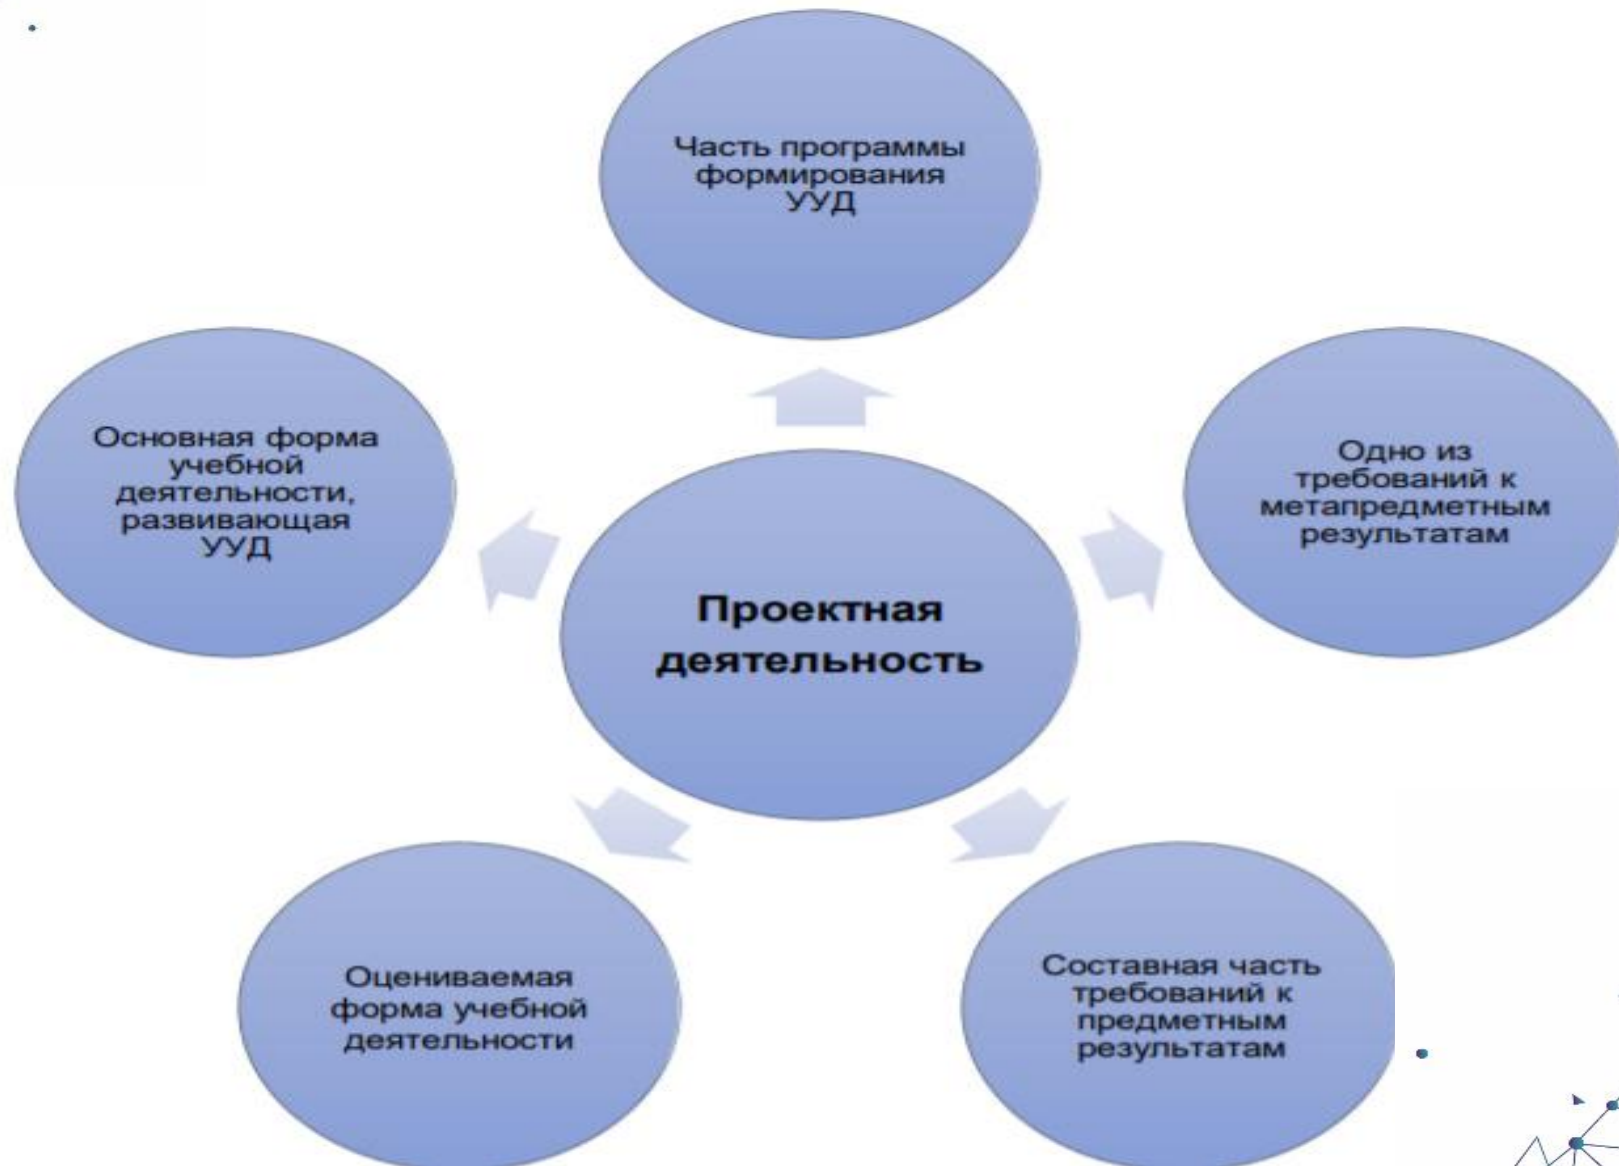 Часть программы
формирования
УУД
Основная форма
учебной
деятельности,
развивающая
УУД
Одно из
требований к
метапредметным
результатам
Проектная
деятельность
Оцениваемая
форма учебной
деятельности
Составная часть
требований к
предметным
результатам